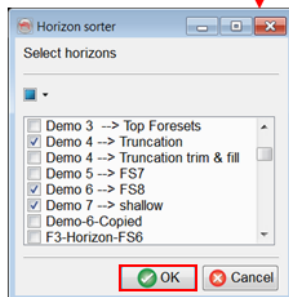 Horizon sorter
Select horizons
Demo 3 --> Top Foresets
Demo 4 --> Truncation
Demo 4 --> Truncation trim & fill
Demo 5 --> FS7
Demo 6 --> FS8
Demo 7 --> shallow
Demo-6-Copied
F3-Horizon-FS6
OK Cancel